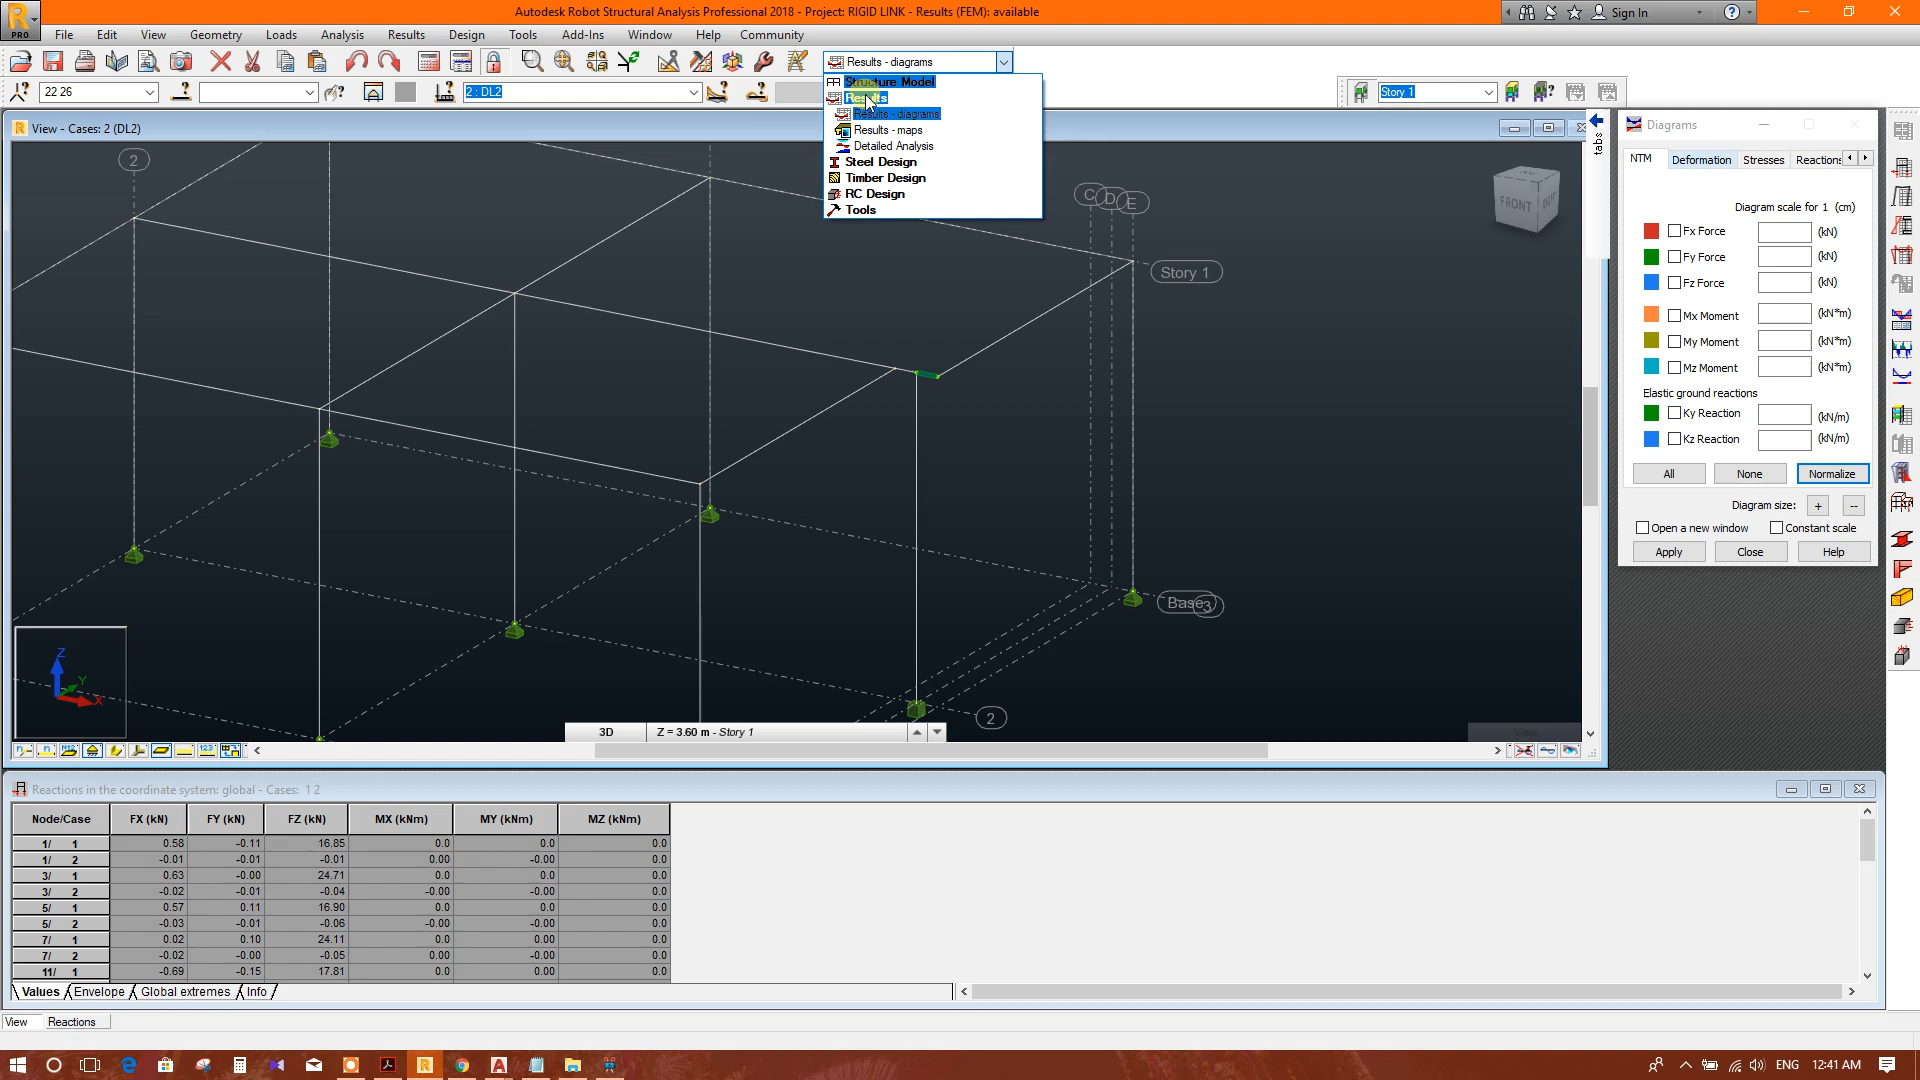 Autodesk Robot Structural Analysis Professional 2018 - Project: RIGID LINK - Results (FEM): available
Sign In
PRO
File Edit View Geometry Loads Analysis Results Design Tools Add-Ins Window Help Community
Results - diagrams
22 26
2 : DL2
Story 1
Structure Model
Results
Results - diagrams
Results - maps
Detailed Analysis
Steel Design
Timber Design
RC Design
Tools
View - Cases: 2 (DL2)
tabs
2
C D E
Story 1
FRONT
RIGHT
Base 3
2
Z
Y
X
3D
Z = 3.60 m - Story 1
View
Diagrams
NTM Deformation Stresses Reactions
Diagram scale for 1 (cm)
Fx Force (kN)
Fy Force (kN)
Fz Force (kN)
Mx Moment (kN*m)
My Moment (kN*m)
Mz Moment (kN*m)
Elastic ground reactions
Ky Reaction (kN/m)
Kz Reaction (kN/m)
All None Normalize
Diagram size: + --
Open a new window Constant scale
Apply Close Help
Reactions in the coordinate system: global - Cases: 1 2
Node/Case FX (kN) FY (kN) FZ (kN) MX (kNm) MY (kNm) MZ (kNm)
1/ 1 0.58 -0.11 16.85 0.0 0.0 0.0
1/ 2 -0.01 -0.01 -0.01 0.00 -0.00 0.0
3/ 1 0.63 -0.00 24.71 0.0 0.0 0.0
3/ 2 -0.02 -0.01 -0.04 -0.00 -0.00 0.0
5/ 1 0.57 0.11 16.90 0.0 0.0 0.0
5/ 2 -0.03 -0.01 -0.06 -0.00 -0.00 0.0
7/ 1 0.02 0.10 24.11 0.0 0.00 0.0
7/ 2 -0.02 -0.00 -0.05 0.00 -0.00 0.0
11/ 1 -0.69 -0.15 17.81 0.0 0.00 0.0
Values Envelope Global extremes Info
View Reactions
ENG 12:41 AM